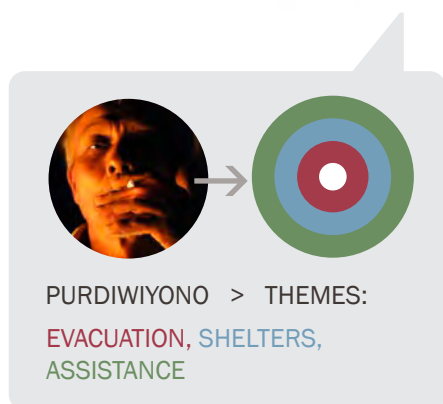 PURDIWIYONO > THEMES:
EVACUATION, SHELTERS,
ASSISTANCE